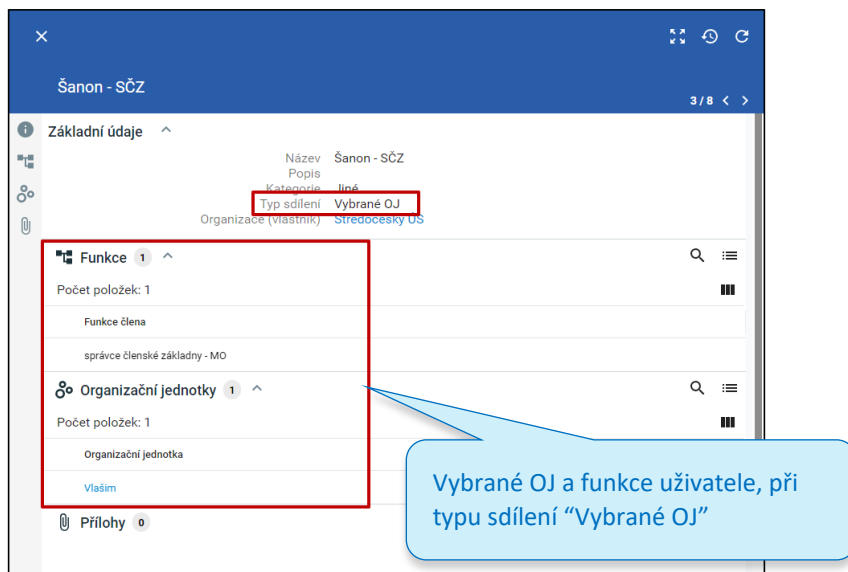 Šanon - SČZ
3 / 8
Základní údaje
Název Šanon - SČZ
Popis
Kategorie Jiné
Typ sdílení Vybrané OJ
Organizace (vlastník) Středočeský ÚS
Funkce 1
Počet položek: 1
Funkce člena
správce členské základny - MO
Organizační jednotky 1
Počet položek: 1
Organizační jednotka
Vlašim
Přílohy 0
Vybrané OJ a funkce uživatele, při
typu sdílení “Vybrané OJ”